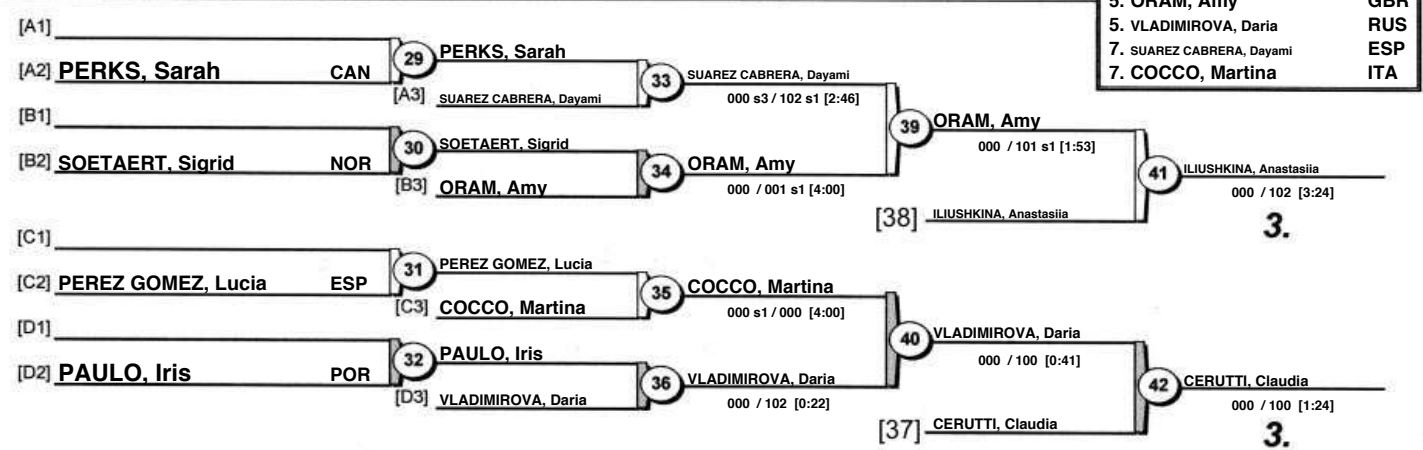 5. ORAM, Amy GBR
5. VLADIMIROVA, Daria RUS
7. SUAREZ CABRERA, Dayami ESP
7. COCCO, Martina ITA
[A1]
[A2] PERKS, Sarah CAN
29
PERKS, Sarah
[A3] SUAREZ CABRERA, Dayami
33
SUAREZ CABRERA, Dayami
000 s3 / 102 s1 [2:46]
[B1]
[B2] SOETAERT, Sigrid NOR
30
SOETAERT, Sigrid
[B3] ORAM, Amy
34
ORAM, Amy
000 / 001 s1 [4:00]
39
ORAM, Amy
000 / 101 s1 [1:53]
[38] ILIUSHKINA, Anastasiia
41
ILIUSHKINA, Anastasiia
000 / 102 [3:24]
3.
[C1]
[C2] PEREZ GOMEZ, Lucia ESP
31
PEREZ GOMEZ, Lucia
[C3] COCCO, Martina
35
COCCO, Martina
000 s1 / 000 [4:00]
[D1]
[D2] PAULO, Iris POR
32
PAULO, Iris
[D3] VLADIMIROVA, Daria
36
VLADIMIROVA, Daria
000 / 102 [0:22]
40
VLADIMIROVA, Daria
000 / 100 [0:41]
[37] CERUTTI, Claudia
42
CERUTTI, Claudia
000 / 100 [1:24]
3.